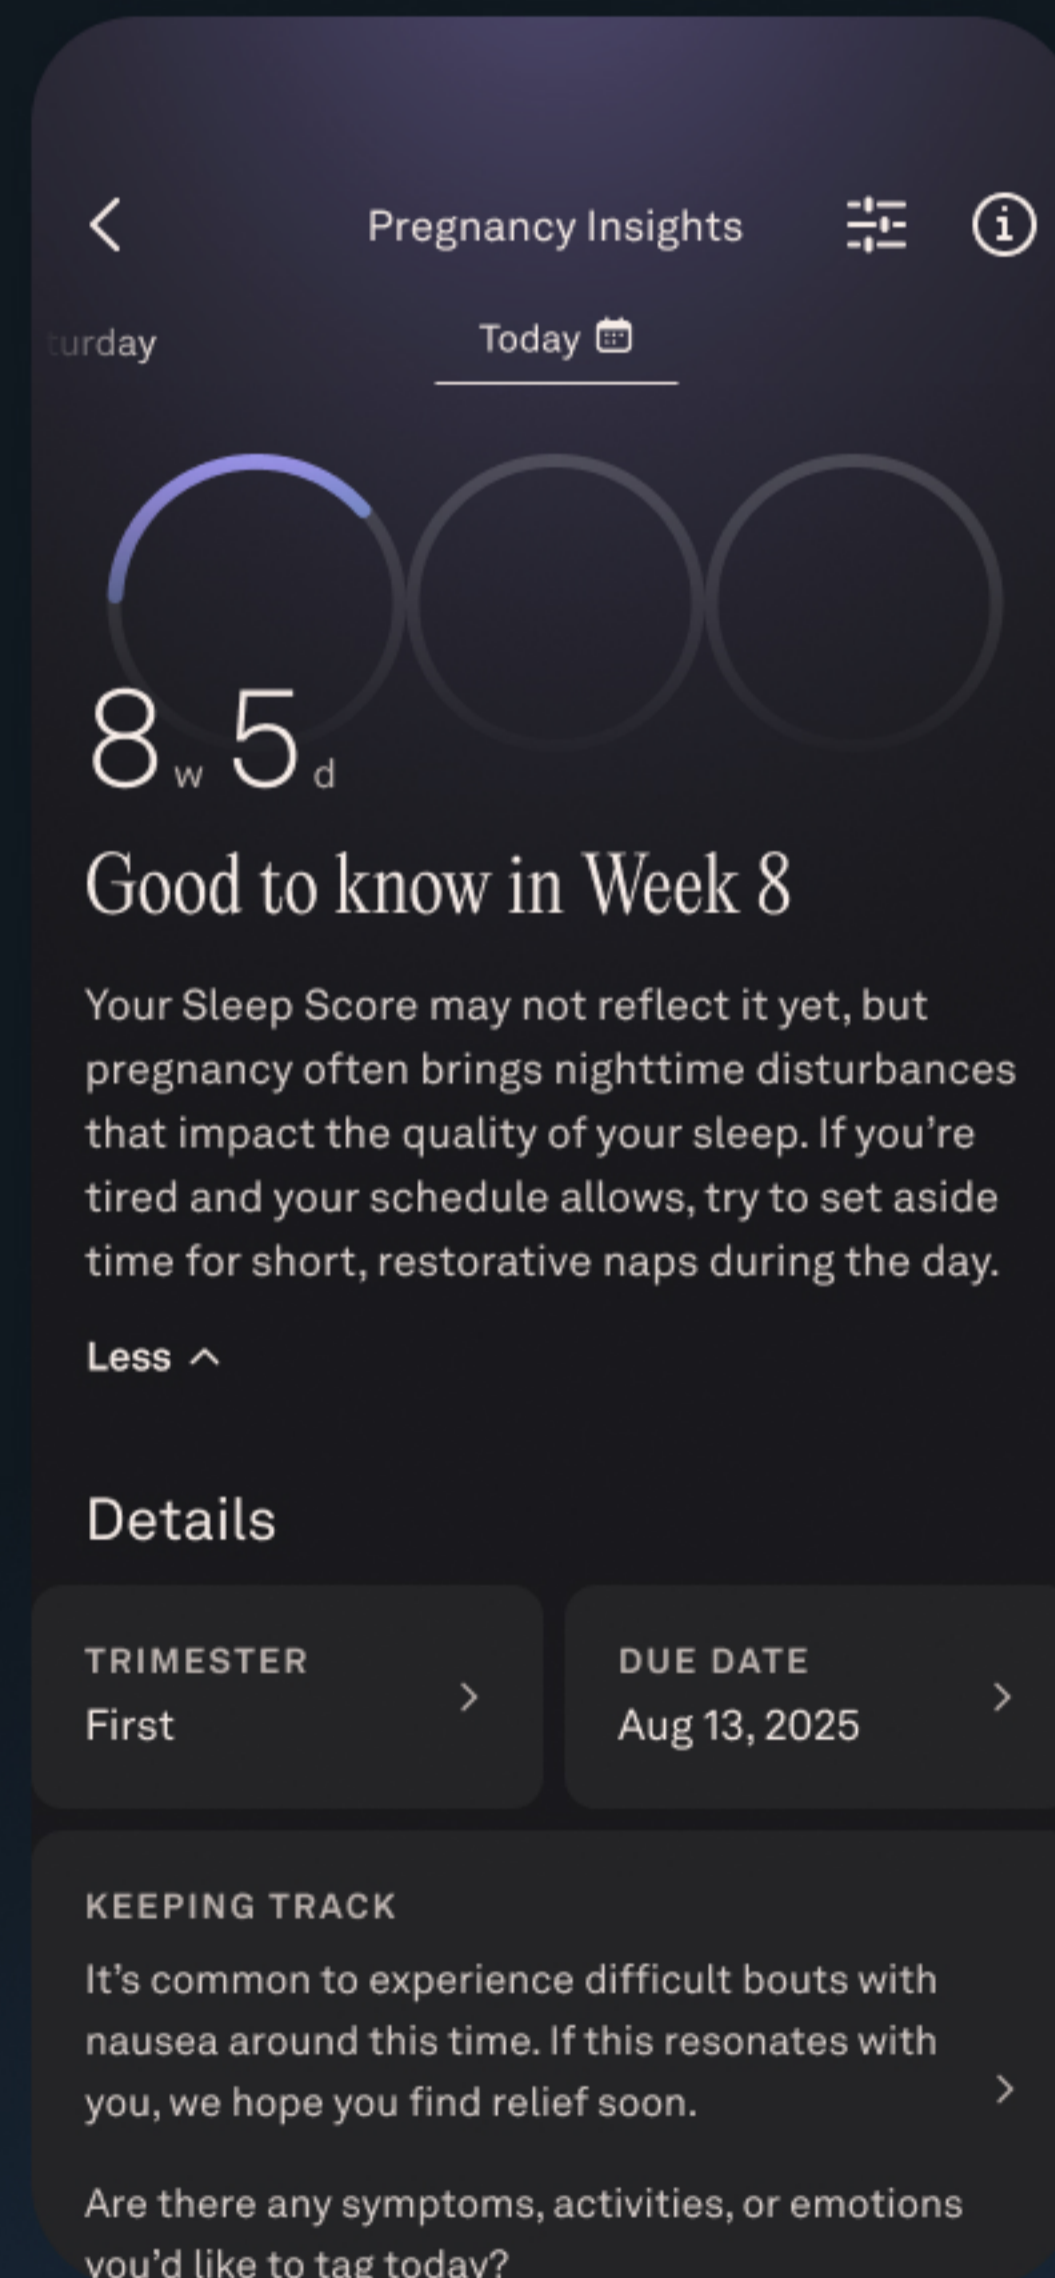 Pregnancy Insights
turday
Today
8 w 5 d
Good to know in Week 8
Your Sleep Score may not reflect it yet, but
pregnancy often brings nighttime disturbances
that impact the quality of your sleep. If you’re
tired and your schedule allows, try to set aside
time for short, restorative naps during the day.
Less
Details
TRIMESTER
First
DUE DATE
Aug 13, 2025
KEEPING TRACK
It’s common to experience difficult bouts with
nausea around this time. If this resonates with
you, we hope you find relief soon.
Are there any symptoms, activities, or emotions
you’d like to tag today?